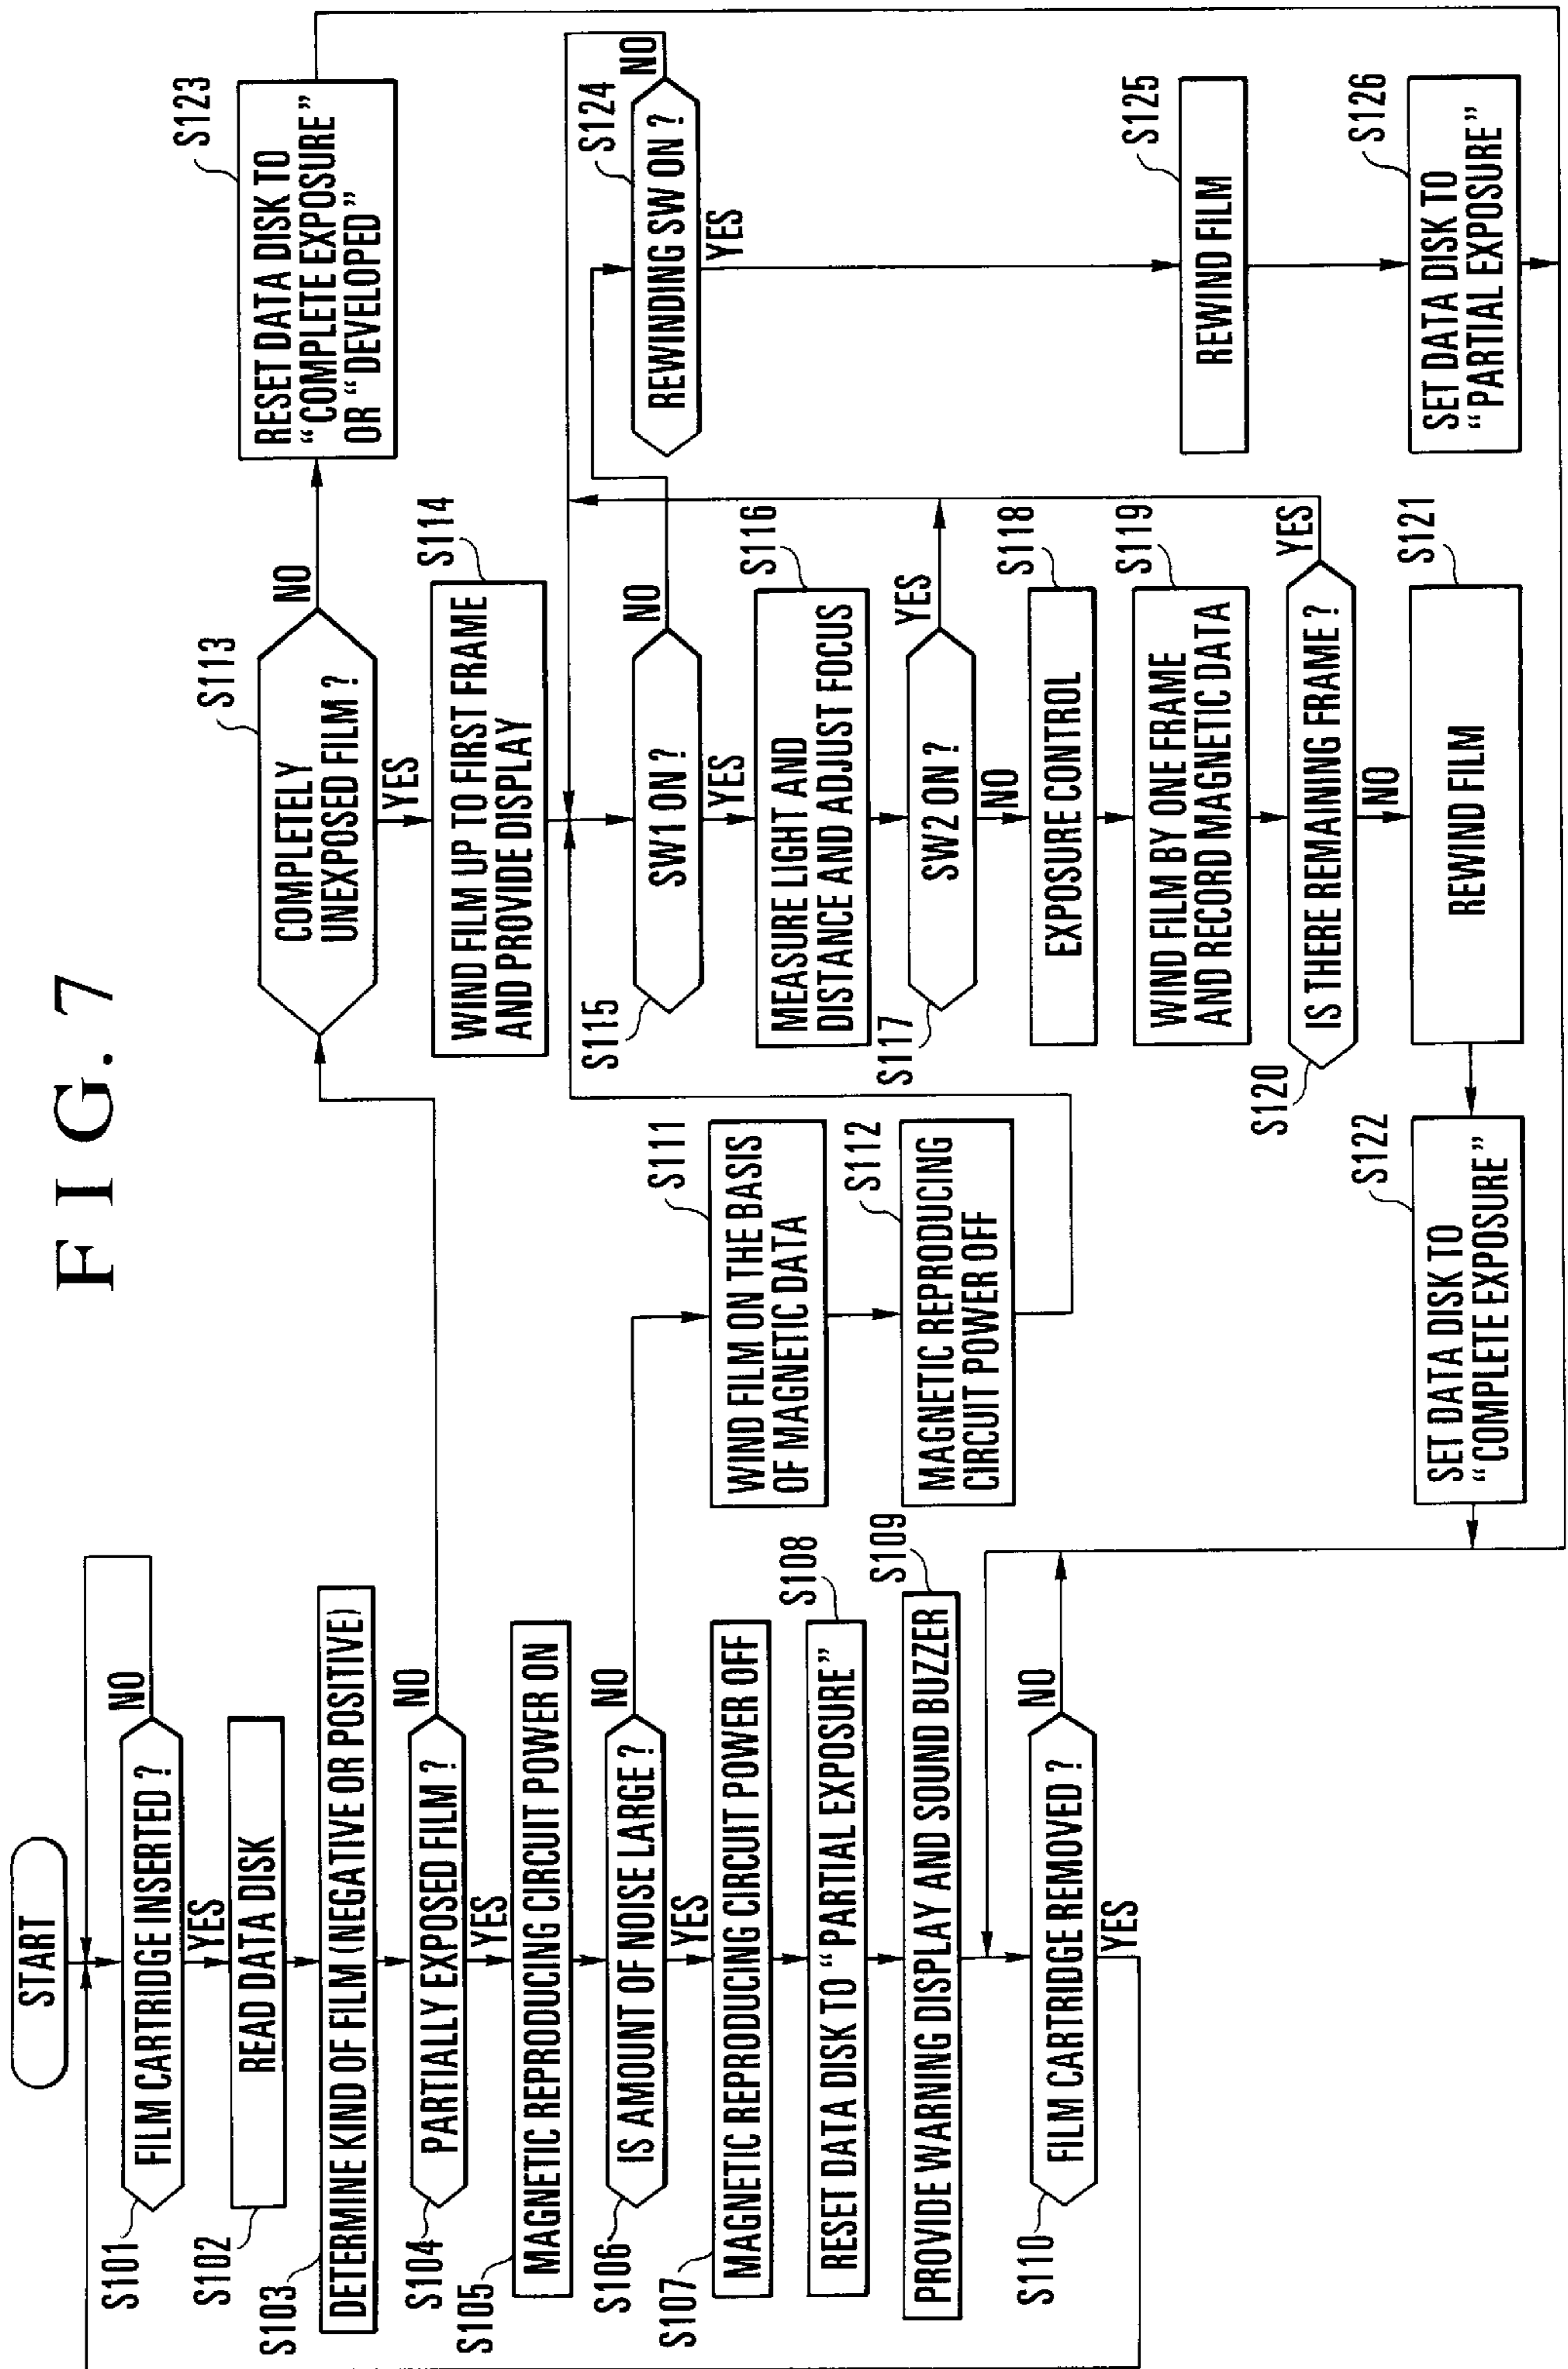 FIG. 7
START
S101
FILM CARTRIDGE INSERTED ?
NO
YES
S102
READ DATA DISK
S103
DETERMINE KIND OF FILM (NEGATIVE OR POSITIVE)
S104
PARTIALLY EXPOSED FILM ?
NO
YES
S105
MAGNETIC REPRODUCING CIRCUIT POWER ON
S106
IS AMOUNT OF NOISE LARGE ?
NO
YES
S107
MAGNETIC REPRODUCING CIRCUIT POWER OFF
S108
RESET DATA DISK TO "PARTIAL EXPOSURE"
S109
PROVIDE WARNING DISPLAY AND SOUND BUZZER
S110
FILM CARTRIDGE REMOVED ?
NO
YES
S111
WIND FILM ON THE BASIS
OF MAGNETIC DATA
S112
MAGNETIC REPRODUCING
CIRCUIT POWER OFF
S113
COMPLETELY
UNEXPOSED FILM ?
NO
YES
S114
WIND FILM UP TO FIRST FRAME
AND PROVIDE DISPLAY
S115
SW1 ON ?
NO
YES
S116
MEASURE LIGHT AND
DISTANCE AND ADJUST FOCUS
S117
SW2 ON ?
YES
NO
S118
EXPOSURE CONTROL
S119
WIND FILM BY ONE FRAME
AND RECORD MAGNETIC DATA
S120
IS THERE REMAINING FRAME ?
YES
NO
S121
REWIND FILM
S122
SET DATA DISK TO
"COMPLETE EXPOSURE"
S123
RESET DATA DISK TO
"COMPLETE EXPOSURE"
OR "DEVELOPED"
S124
REWINDING SW ON ?
NO
YES
S125
REWIND FILM
S126
SET DATA DISK TO
"PARTIAL EXPOSURE"